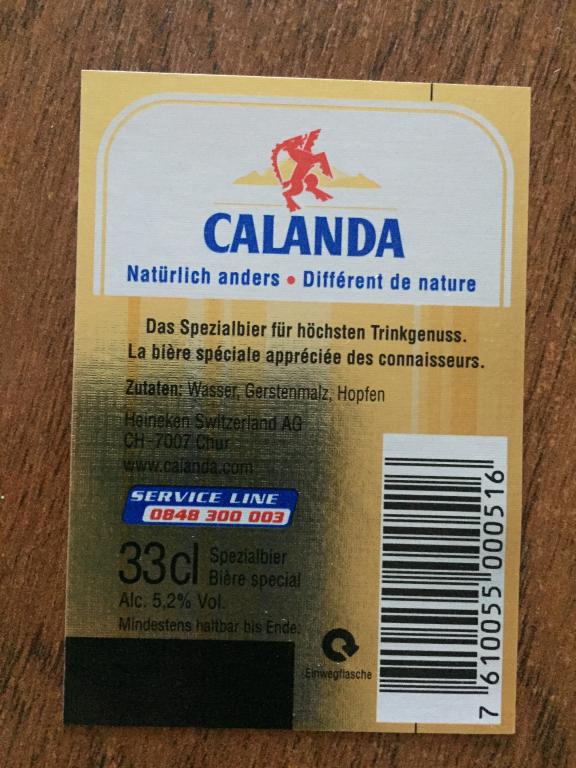 CALANDA
Natürlich anders • Différent de nature
Das Spezialbier für höchsten Trinkgenuss.
La bière spéciale appréciée des connaisseurs.
Zutaten: Wasser, Gerstenmalz, Hopfen
Heineken Switzerland AG
CH-7007 Chur
www.calanda.com
SERVICE LINE
0848 300 003
33cl
Spezialbier
Bière special
Alc. 5,2% Vol.
Mindestens haltbar bis Ende:
Einwegflasche
7 610055 000516